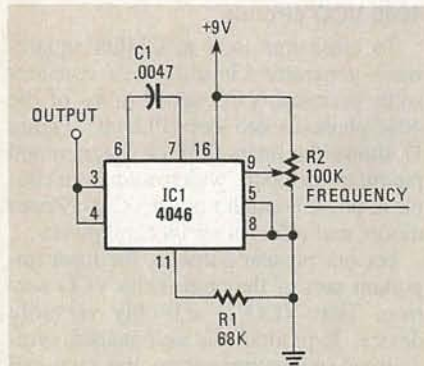 +9V
C1
.0047
OUTPUT
6 7 16
3
9
R2
100K
FREQUENCY
IC1
4046
5
4
8
11
R1
68K